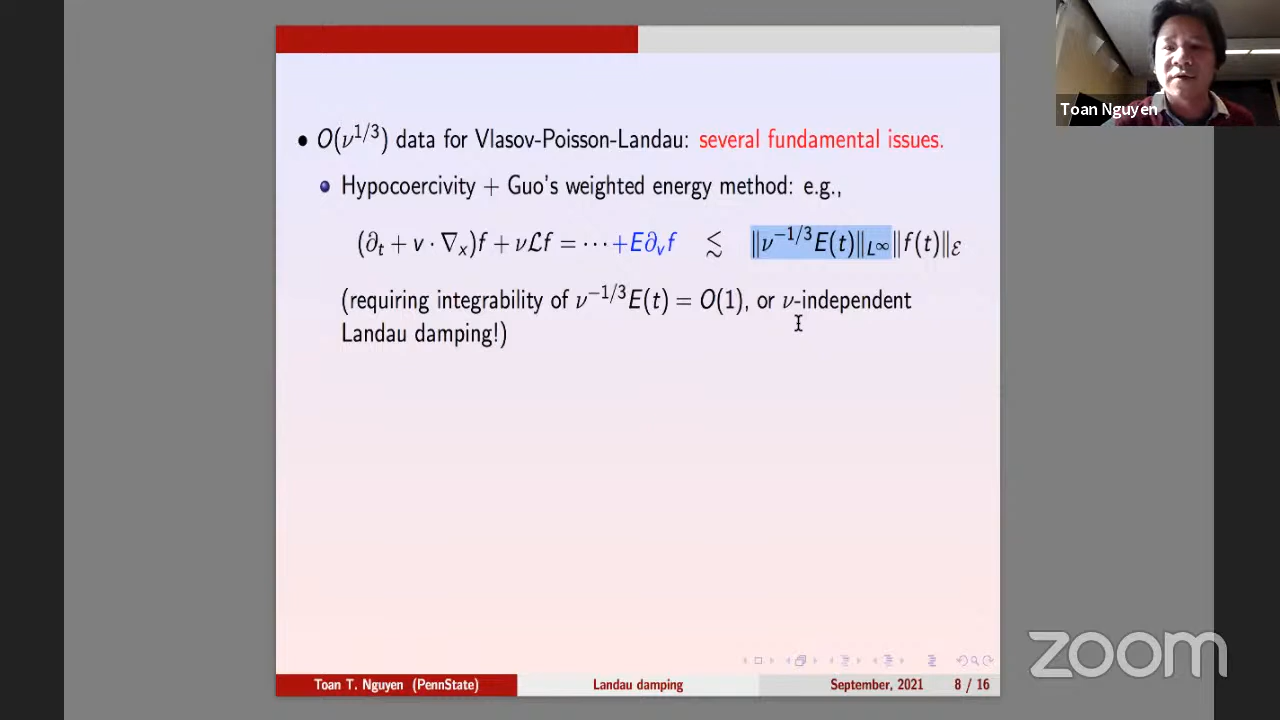 Toan Nguyen
• O(ν^{1/3}) data for Vlasov-Poisson-Landau: several fundamental issues.
Hypocoercivity + Guo's weighted energy method: e.g.,
(∂_t + v · ∇_x)f + νℒf = ··· +E∂_v f ≲ ‖ν^{-1/3}E(t)‖_{L^∞}‖f(t)‖_ℰ
(requiring integrability of ν^{-1/3}E(t) = O(1), or ν-independent
Landau damping!)
zoom
Toan T. Nguyen (PennState) Landau damping September, 2021 8 / 16